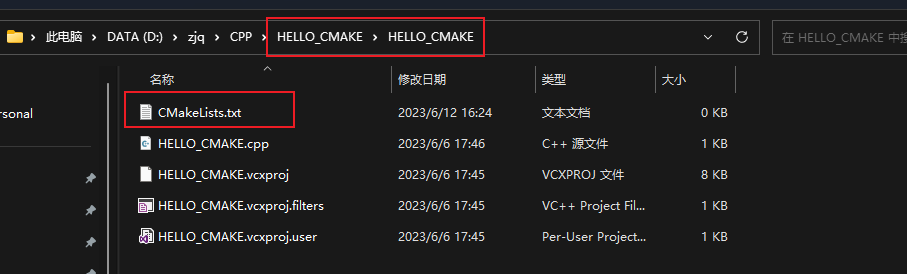 此电脑 > DATA (D:) > zjq > CPP > HELLO_CMAKE > HELLO_CMAKE
在 HELLO_CMAKE 中
名称 修改日期 类型 大小
rsonal
CMakeLists.txt 2023/6/12 16:24 文本文档 0 KB
HELLO_CMAKE.cpp 2023/6/6 17:46 C++ 源文件 1 KB
HELLO_CMAKE.vcxproj 2023/6/6 17:45 VCXPROJ 文件 8 KB
HELLO_CMAKE.vcxproj.filters 2023/6/6 17:45 VC++ Project Fil... 1 KB
HELLO_CMAKE.vcxproj.user 2023/6/6 17:45 Per-User Project... 1 KB